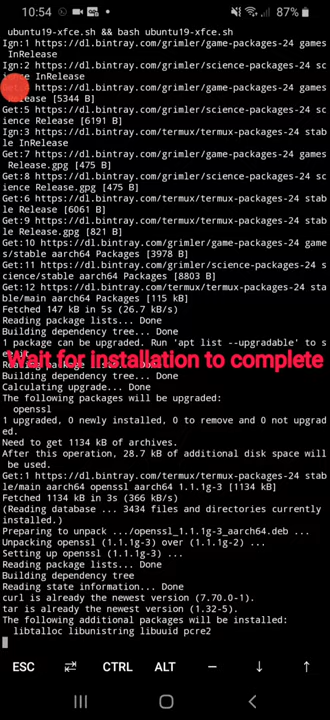 10:54
87%
ubuntu19-xfce.sh && bash ubuntu19-xfce.sh
Ign:1 https://dl.bintray.com/grimler/game-packages-24 games
InRelease
Ign:2 https://dl.bintray.com/grimler/science-packages-24 sc
ience InRelease
https://dl.bintray.com/grimler/game-packages-24 games
Release [5344 B]
Get:5 https://dl.bintray.com/grimler/science-packages-24 sc
ience Release [6191 B]
Ign:3 https://dl.bintray.com/termux/termux-packages-24 stab
le InRelease
Get:7 https://dl.bintray.com/grimler/game-packages-24 games
Release.gpg [475 B]
Get:8 https://dl.bintray.com/grimler/science-packages-24 sc
ience Release.gpg [475 B]
Get:6 https://dl.bintray.com/termux/termux-packages-24 stab
le Release [6061 B]
Get:9 https://dl.bintray.com/termux/termux-packages-24 stab
le Release.gpg [821 B]
Get:10 https://dl.bintray.com/grimler/game-packages-24 game
s/stable aarch64 Packages [3978 B]
Get:11 https://dl.bintray.com/grimler/science-packages-24 s
cience/stable aarch64 Packages [8803 B]
Get:12 https://dl.bintray.com/termux/termux-packages-24 sta
ble/main aarch64 Packages [115 kB]
Fetched 147 kB in 5s (26.7 kB/s)
Reading package lists... Done
Building dependency tree... Done
1 package can be upgraded. Run 'apt list --upgradable' to s
Wait for installation to complete
Building dependency tree... Done
Calculating upgrade... Done
The following packages will be upgraded:
openssl
1 upgraded, 0 newly installed, 0 to remove and 0 not upgrad
ed.
Need to get 1134 kB of archives.
After this operation, 28.7 kB of additional disk space will
be used.
Get:1 https://dl.bintray.com/termux/termux-packages-24 stab
le/main aarch64 openssl aarch64 1.1.1g-3 [1134 kB]
Fetched 1134 kB in 3s (366 kB/s)
(Reading database ... 3434 files and directories currently
installed.)
Preparing to unpack .../openssl_1.1.1g-3_aarch64.deb ...
Unpacking openssl (1.1.1g-3) over (1.1.1g-2) ...
Setting up openssl (1.1.1g-3) ...
Reading package lists... Done
Building dependency tree
Reading state information... Done
curl is already the newest version (7.70.0-1).
tar is already the newest version (1.32-5).
The following additional packages will be installed:
libtalloc libunistring libuuid pcre2
ESC ⇄ CTRL ALT − ↓ ↑